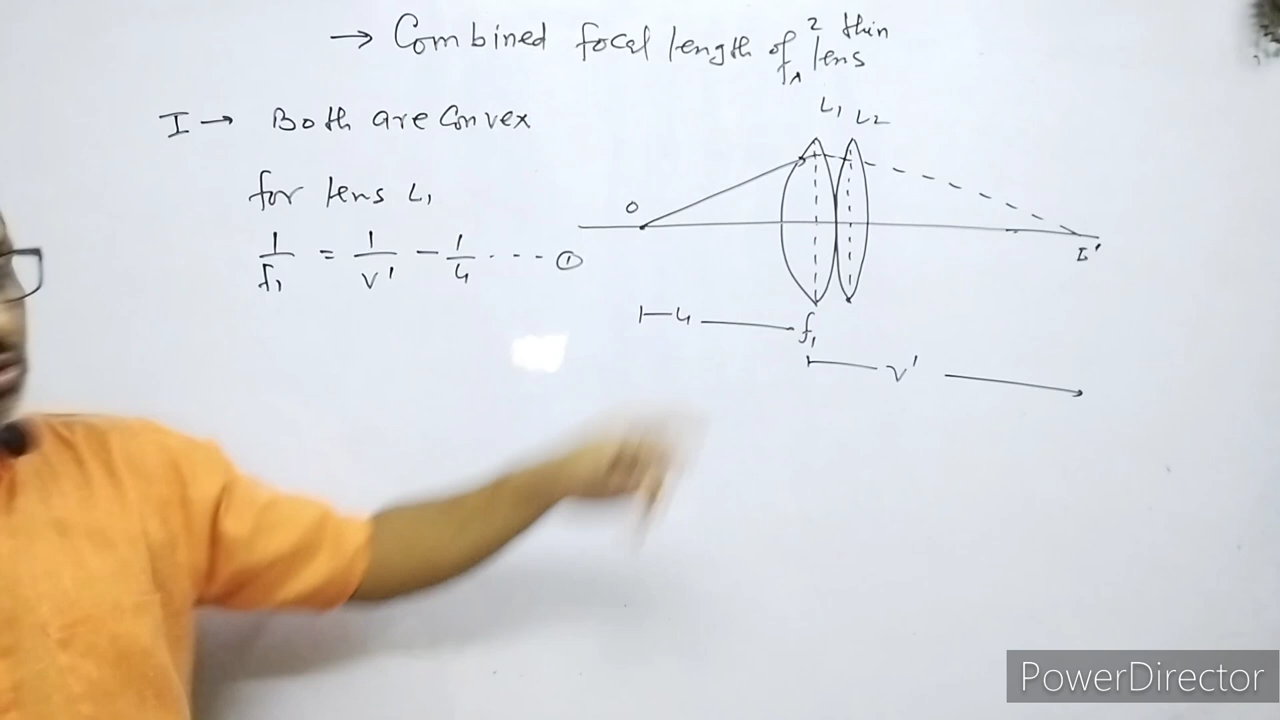 → Combined focal length of 2 thin lens
I → Both are Convex
L1 L2
for lens L1
O
1/f1 = 1/v' - 1/u ---- ①
I'
u
f1
v'
PowerDirector